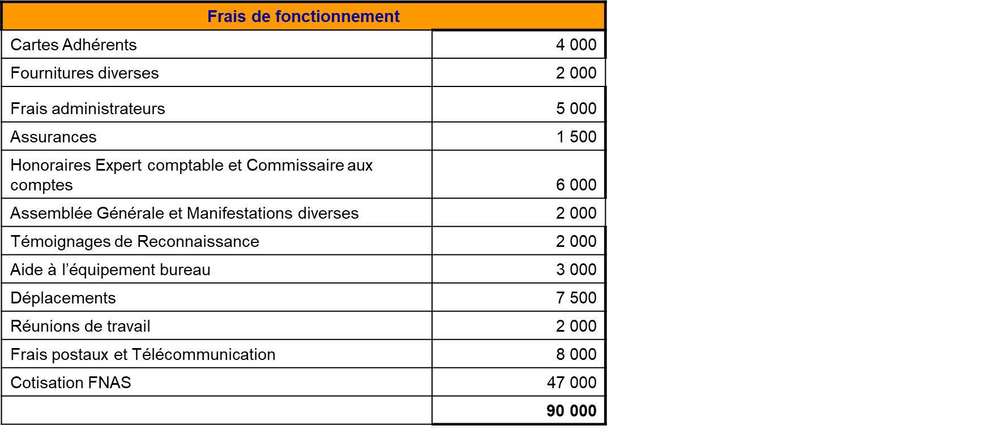 Frais de fonctionnement
Cartes Adhérents 4 000
Fournitures diverses 2 000
Frais administrateurs 5 000
Assurances 1 500
Honoraires Expert comptable et Commissaire aux
comptes 6 000
Assemblée Générale et Manifestations diverses 2 000
Témoignages de Reconnaissance 2 000
Aide à l’équipement bureau 3 000
Déplacements 7 500
Réunions de travail 2 000
Frais postaux et Télécommunication 8 000
Cotisation FNAS 47 000
90 000